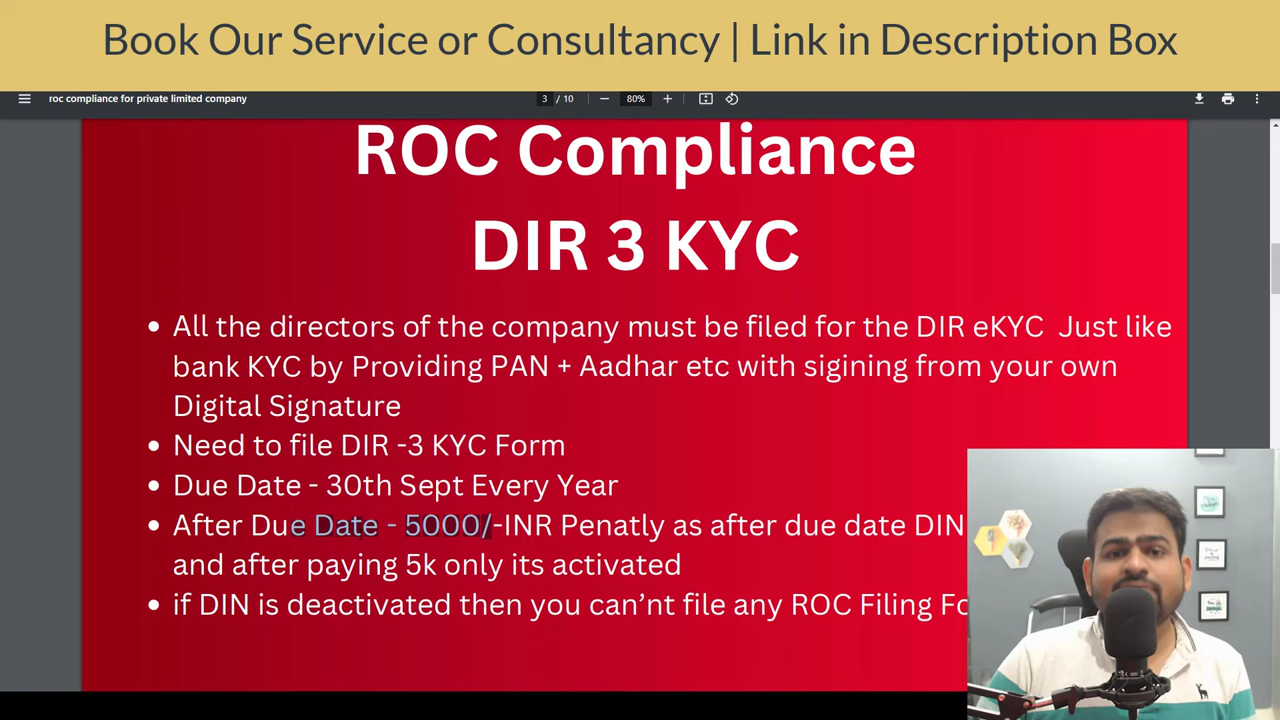 Book Our Service or Consultancy | Link in Description Box
roc compliance for private limited company
3 / 10
80%
ROC Compliance
DIR 3 KYC
• All the directors of the company must be filed for the DIR eKYC Just like
bank KYC by Providing PAN + Aadhar etc with sigining from your own
Digital Signature
• Need to file DIR -3 KYC Form
• Due Date - 30th Sept Every Year
• After Due Date - 5000/-INR Penatly as after due date DIN
and after paying 5k only its activated
• if DIN is deactivated then you can’nt file any ROC Filing Fo